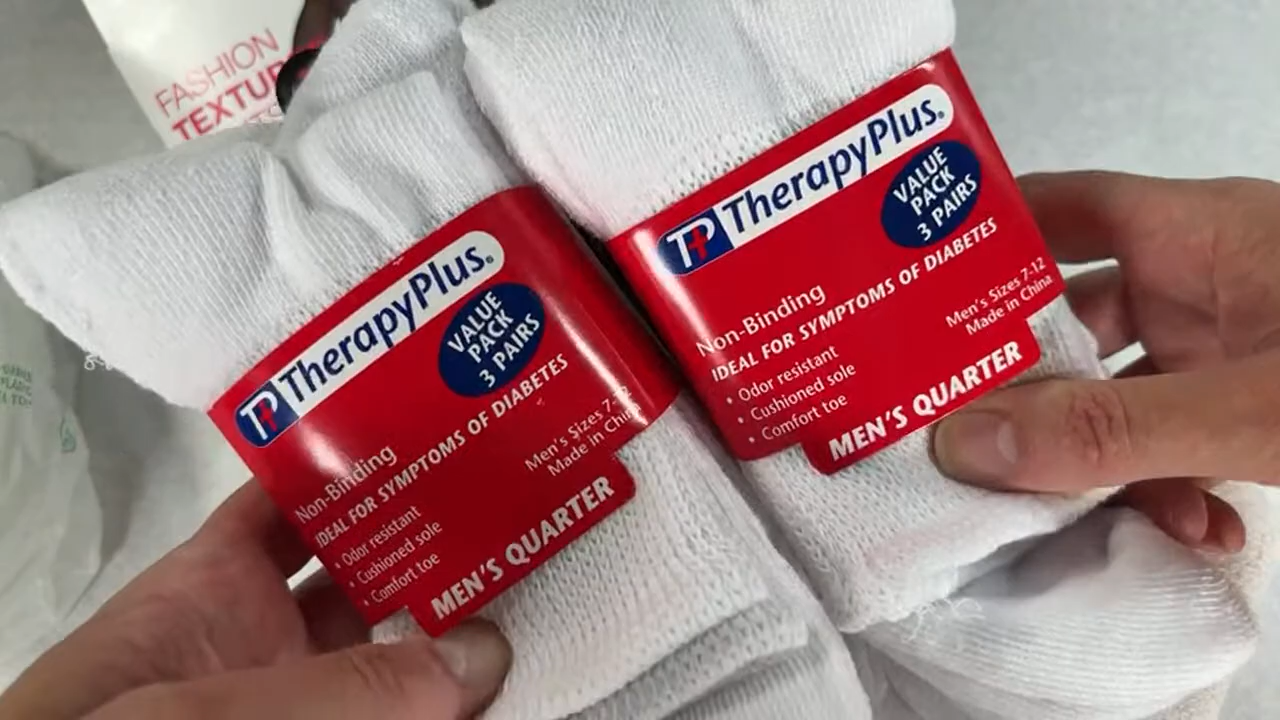 FASHION
TherapyPlus®
VALUE
PACK
3 PAIRS
Non-Binding
IDEAL FOR SYMPTOMS OF DIABETES
• Odor resistant
• Cushioned sole
• Comfort toe
Men's Sizes 7-12
Made in China
MEN'S QUARTER
TherapyPlus®
VALUE
PACK
3 PAIRS
Non-Binding
IDEAL FOR SYMPTOMS OF DIABETES
• Odor resistant
• Cushioned sole
• Comfort toe
Men's Sizes 7-12
Made in China
MEN'S QUARTER